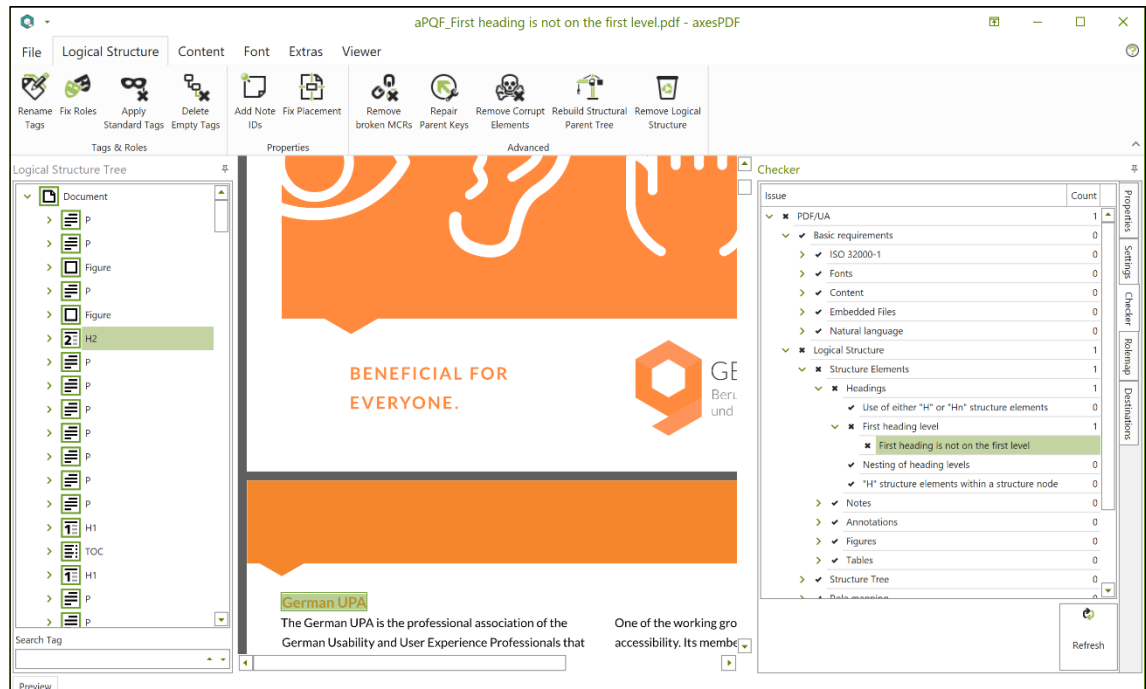 aPQF_First heading is not on the first level.pdf - axesPDF
File Logical Structure Content Font Extras Viewer
Rename Tags
Fix Roles
Apply Standard Tags
Delete Empty Tags
Add Note IDs
Fix Placement
Remove broken MCRs
Repair Parent Keys
Remove Corrupt Elements
Rebuild Structural Parent Tree
Remove Logical Structure
Tags & Roles
Properties
Advanced
Logical Structure Tree
Document
P
P
Figure
P
Figure
2 H2
P
P
P
P
P
P
P
1 H1
TOC
1 H1
P
P
Search Tag
Preview
BENEFICIAL FOR
EVERYONE.
GE
Beru
und
German UPA
The German UPA is the professional association of the
German Usability and User Experience Professionals that
One of the working gro
accessibility. Its membe
Checker
Issue Count
PDF/UA 1
Basic requirements 0
ISO 32000-1 0
Fonts 0
Content 0
Embedded Files 0
Natural language 0
Logical Structure 1
Structure Elements 1
Headings 1
Use of either "H" or "Hn" structure elements 0
First heading level 1
First heading is not on the first level
Nesting of heading levels 0
"H" structure elements within a structure node 0
Notes 0
Annotations 0
Figures 0
Tables 0
Structure Tree 0
Role mapping 0
Refresh
Properties
Settings
Checker
Rolemap
Destinations